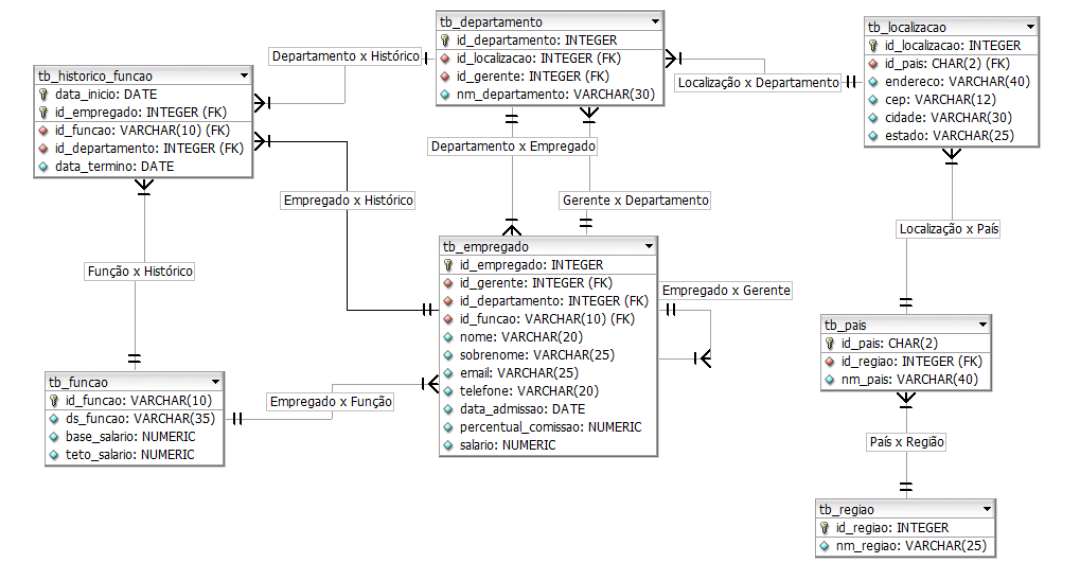 tb_departamento
id_departamento: INTEGER
id_localizacao: INTEGER (FK)
id_gerente: INTEGER (FK)
nm_departamento: VARCHAR(30)
tb_localizacao
id_localizacao: INTEGER
id_pais: CHAR(2) (FK)
endereco: VARCHAR(40)
cep: VARCHAR(12)
cidade: VARCHAR(30)
estado: VARCHAR(25)
Departamento x Histórico
Localização x Departamento
tb_historico_funcao
data_inicio: DATE
id_empregado: INTEGER (FK)
id_funcao: VARCHAR(10) (FK)
id_departamento: INTEGER (FK)
data_termino: DATE
Departamento x Empregado
Empregado x Histórico
Gerente x Departamento
Localização x País
tb_empregado
id_empregado: INTEGER
id_gerente: INTEGER (FK)
id_departamento: INTEGER (FK)
id_funcao: VARCHAR(10) (FK)
nome: VARCHAR(20)
sobrenome: VARCHAR(25)
email: VARCHAR(25)
telefone: VARCHAR(20)
data_admissao: DATE
percentual_comissao: NUMERIC
salario: NUMERIC
Função x Histórico
Empregado x Gerente
tb_pais
id_pais: CHAR(2)
id_regiao: INTEGER (FK)
nm_pais: VARCHAR(40)
tb_funcao
id_funcao: VARCHAR(10)
ds_funcao: VARCHAR(35)
base_salario: NUMERIC
teto_salario: NUMERIC
Empregado x Função
País x Região
tb_regiao
id_regiao: INTEGER
nm_regiao: VARCHAR(25)